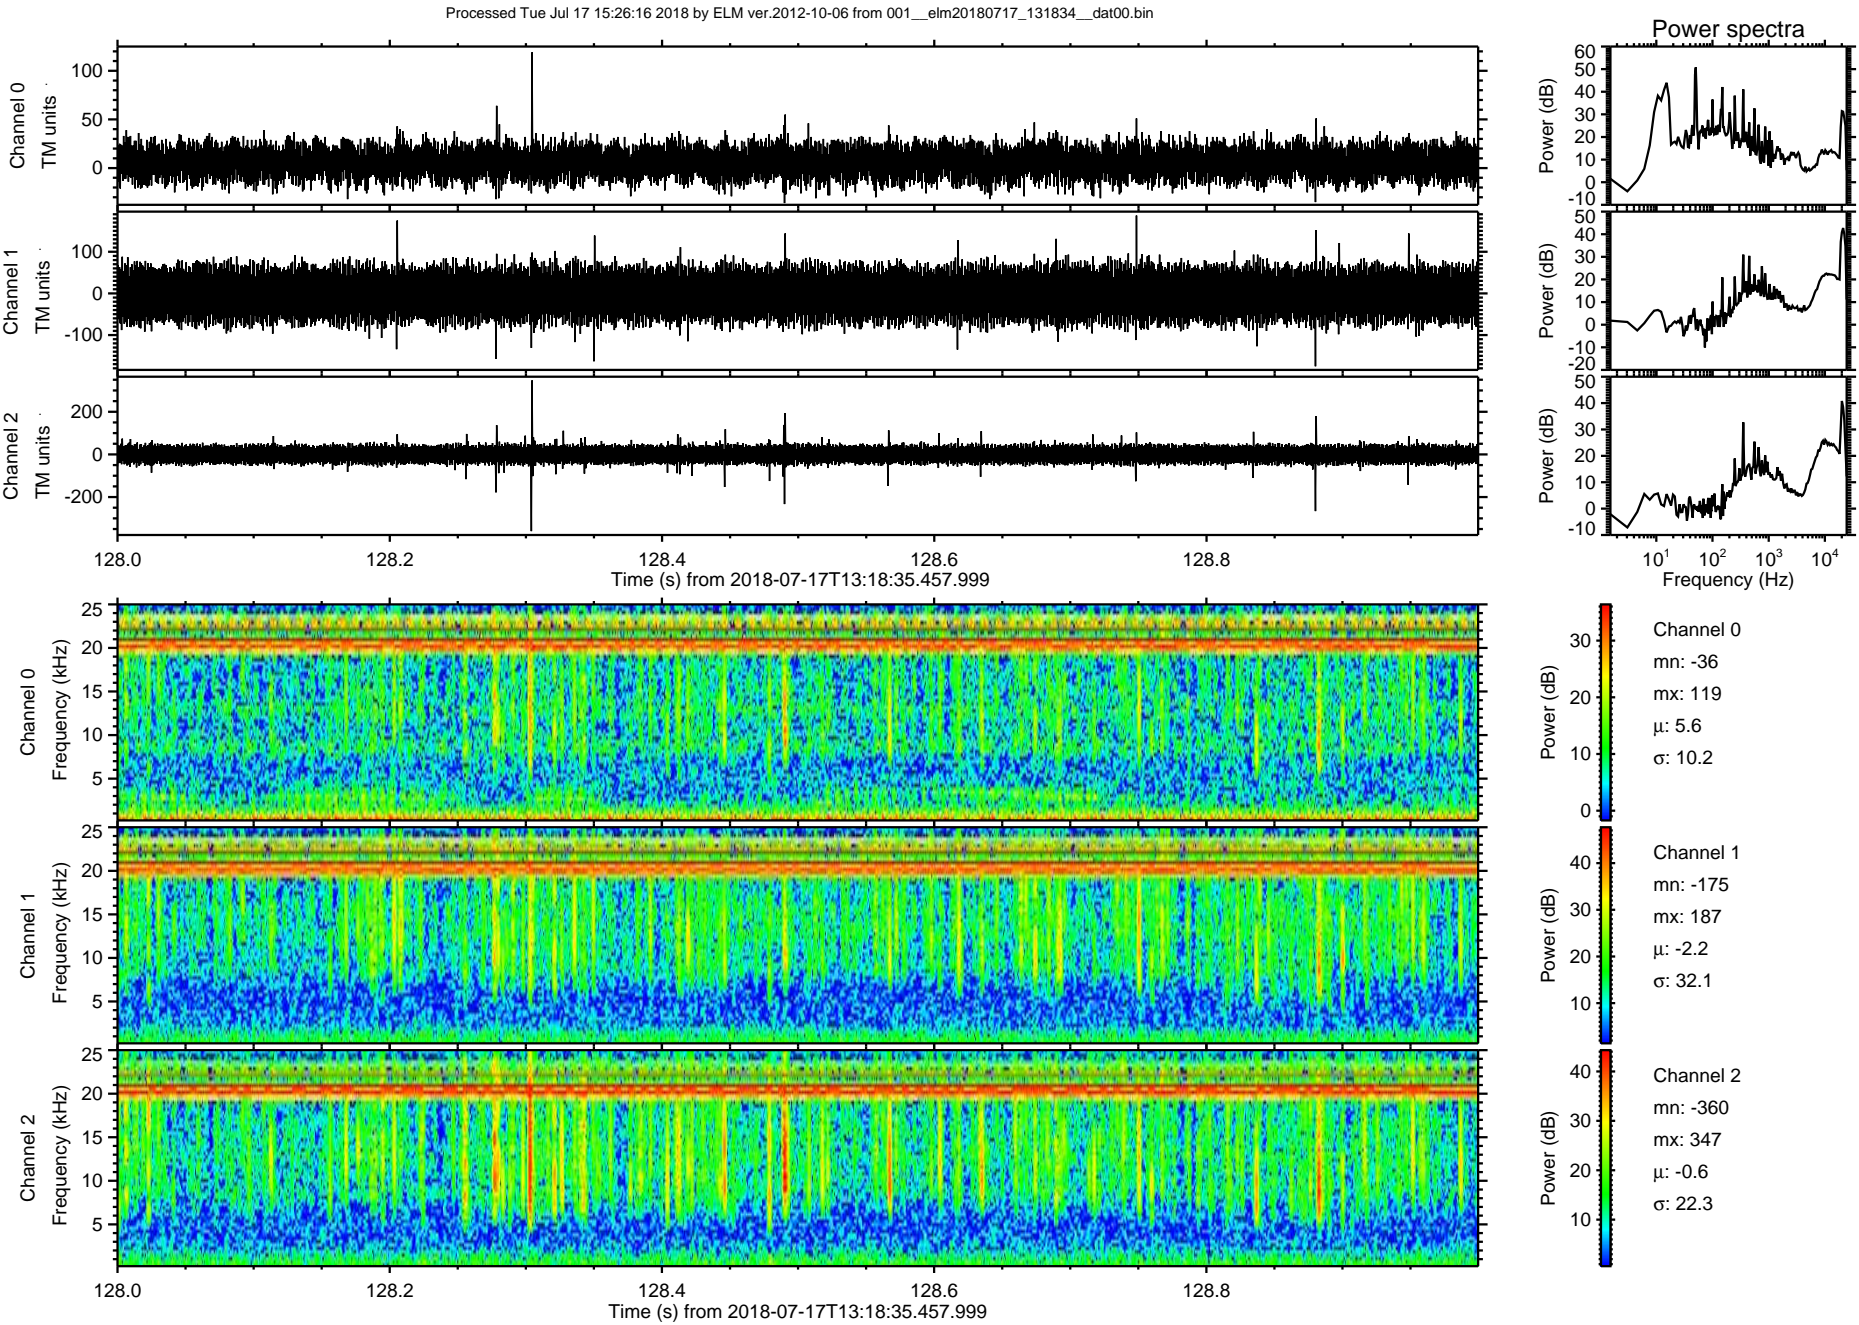 Processed Tue Jul 17 15:26:16 2018 by ELM ver.2012-10-06 from 001__elm20180717_131834__dat00.bin
Power spectra
Channel 0
TM units
100
50
0
Power (dB)
60
50
40
30
20
10
0
-10
Channel 1
TM units
100
0
-100
Power (dB)
50
40
30
20
10
0
-10
-20
Channel 2
TM units
200
0
-200
Power (dB)
50
40
30
20
10
0
-10
128.0 128.2 128.4 128.6 128.8
Time (s) from 2018-07-17T13:18:35.457.999
10¹ 10² 10³ 10⁴
Frequency (Hz)
Channel 0
Frequency (kHz)
25
20
15
10
5
Power (dB)
30
20
10
0
Channel 0
mn: -36
mx: 119
μ: 5.6
σ: 10.2
Channel 1
Frequency (kHz)
25
20
15
10
5
Power (dB)
40
30
20
10
Channel 1
mn: -175
mx: 187
μ: -2.2
σ: 32.1
Channel 2
Frequency (kHz)
25
20
15
10
5
Power (dB)
40
30
20
10
Channel 2
mn: -360
mx: 347
μ: -0.6
σ: 22.3
128.0 128.2 128.4 128.6 128.8
Time (s) from 2018-07-17T13:18:35.457.999